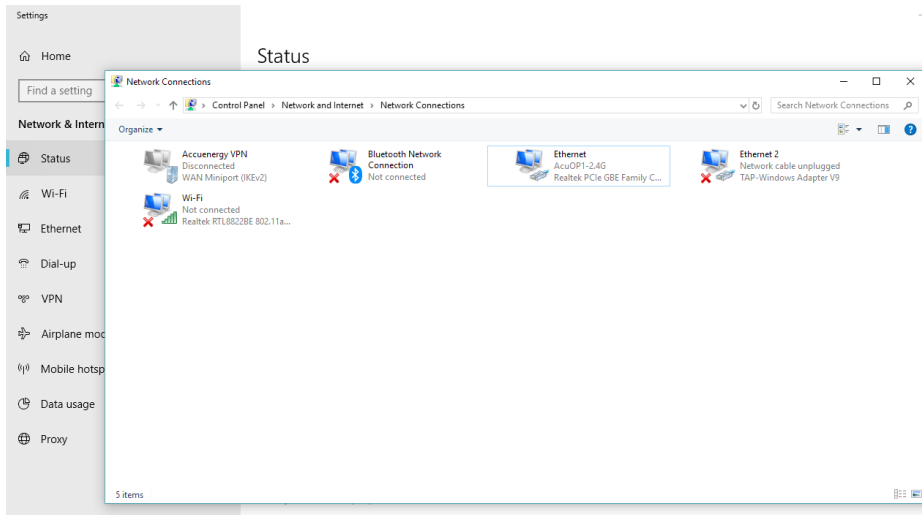 Settings
Home
Status
Find a setting
Network & Intern
Status
Wi-Fi
Ethernet
Dial-up
VPN
Airplane mod
Mobile hotsp
Data usage
Proxy
Network Connections
Control Panel > Network and Internet > Network Connections
Search Network Connections
Organize
Accuenergy VPN
Disconnected
WAN Miniport (IKEv2)
Bluetooth Network
Connection
Not connected
Ethernet
AcuOP1-2.4G
Realtek PCIe GBE Family C...
Ethernet 2
Network cable unplugged
TAP-Windows Adapter V9
Wi-Fi
Not connected
Realtek RTL8822BE 802.11a...
5 items